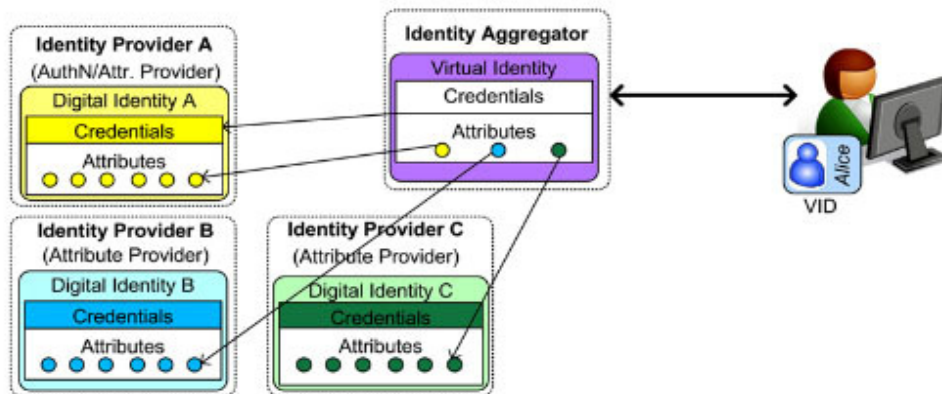 Identity Provider A
(AuthN/Attr. Provider)
Digital Identity A
Credentials
Attributes
Identity Aggregator
Virtual Identity
Credentials
Attributes
Alice
VID
Identity Provider B
(Attribute Provider)
Digital Identity B
Credentials
Attributes
Identity Provider C
(Attribute Provider)
Digital Identity C
Credentials
Attributes